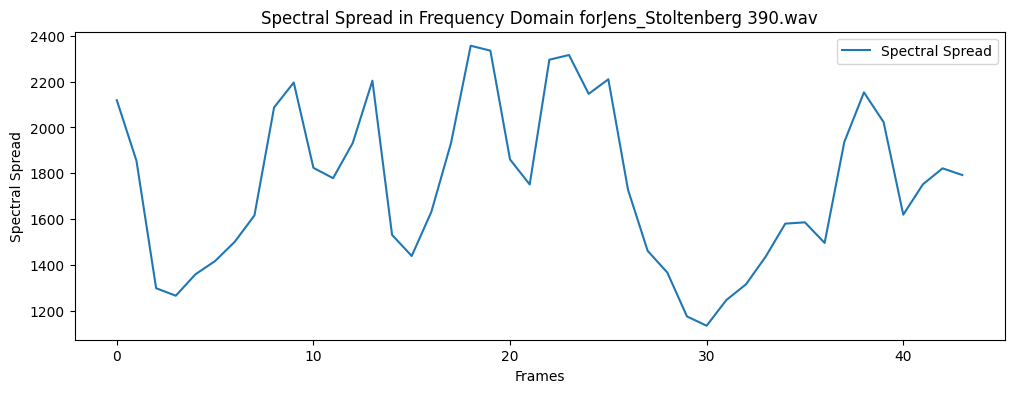 Spectral Spread in Frequency Domain forJens_Stoltenberg 390.wav
2400
2200
2000
1800
1600
1400
1200
Spectral Spread
Spectral Spread
0 10 20 30 40
Frames